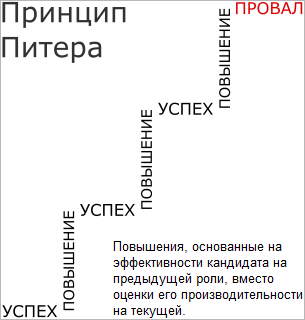 Принцип
Питера
ПРОВАЛ
ПОВЫШЕНИЕ
УСПЕХ
ПОВЫШЕНИЕ
УСПЕХ
ПОВЫШЕНИЕ
УСПЕХ
Повышения, основанные на
эффективности кандидата на
предыдущей роли, вместо
оценки его производительности
на текущей.